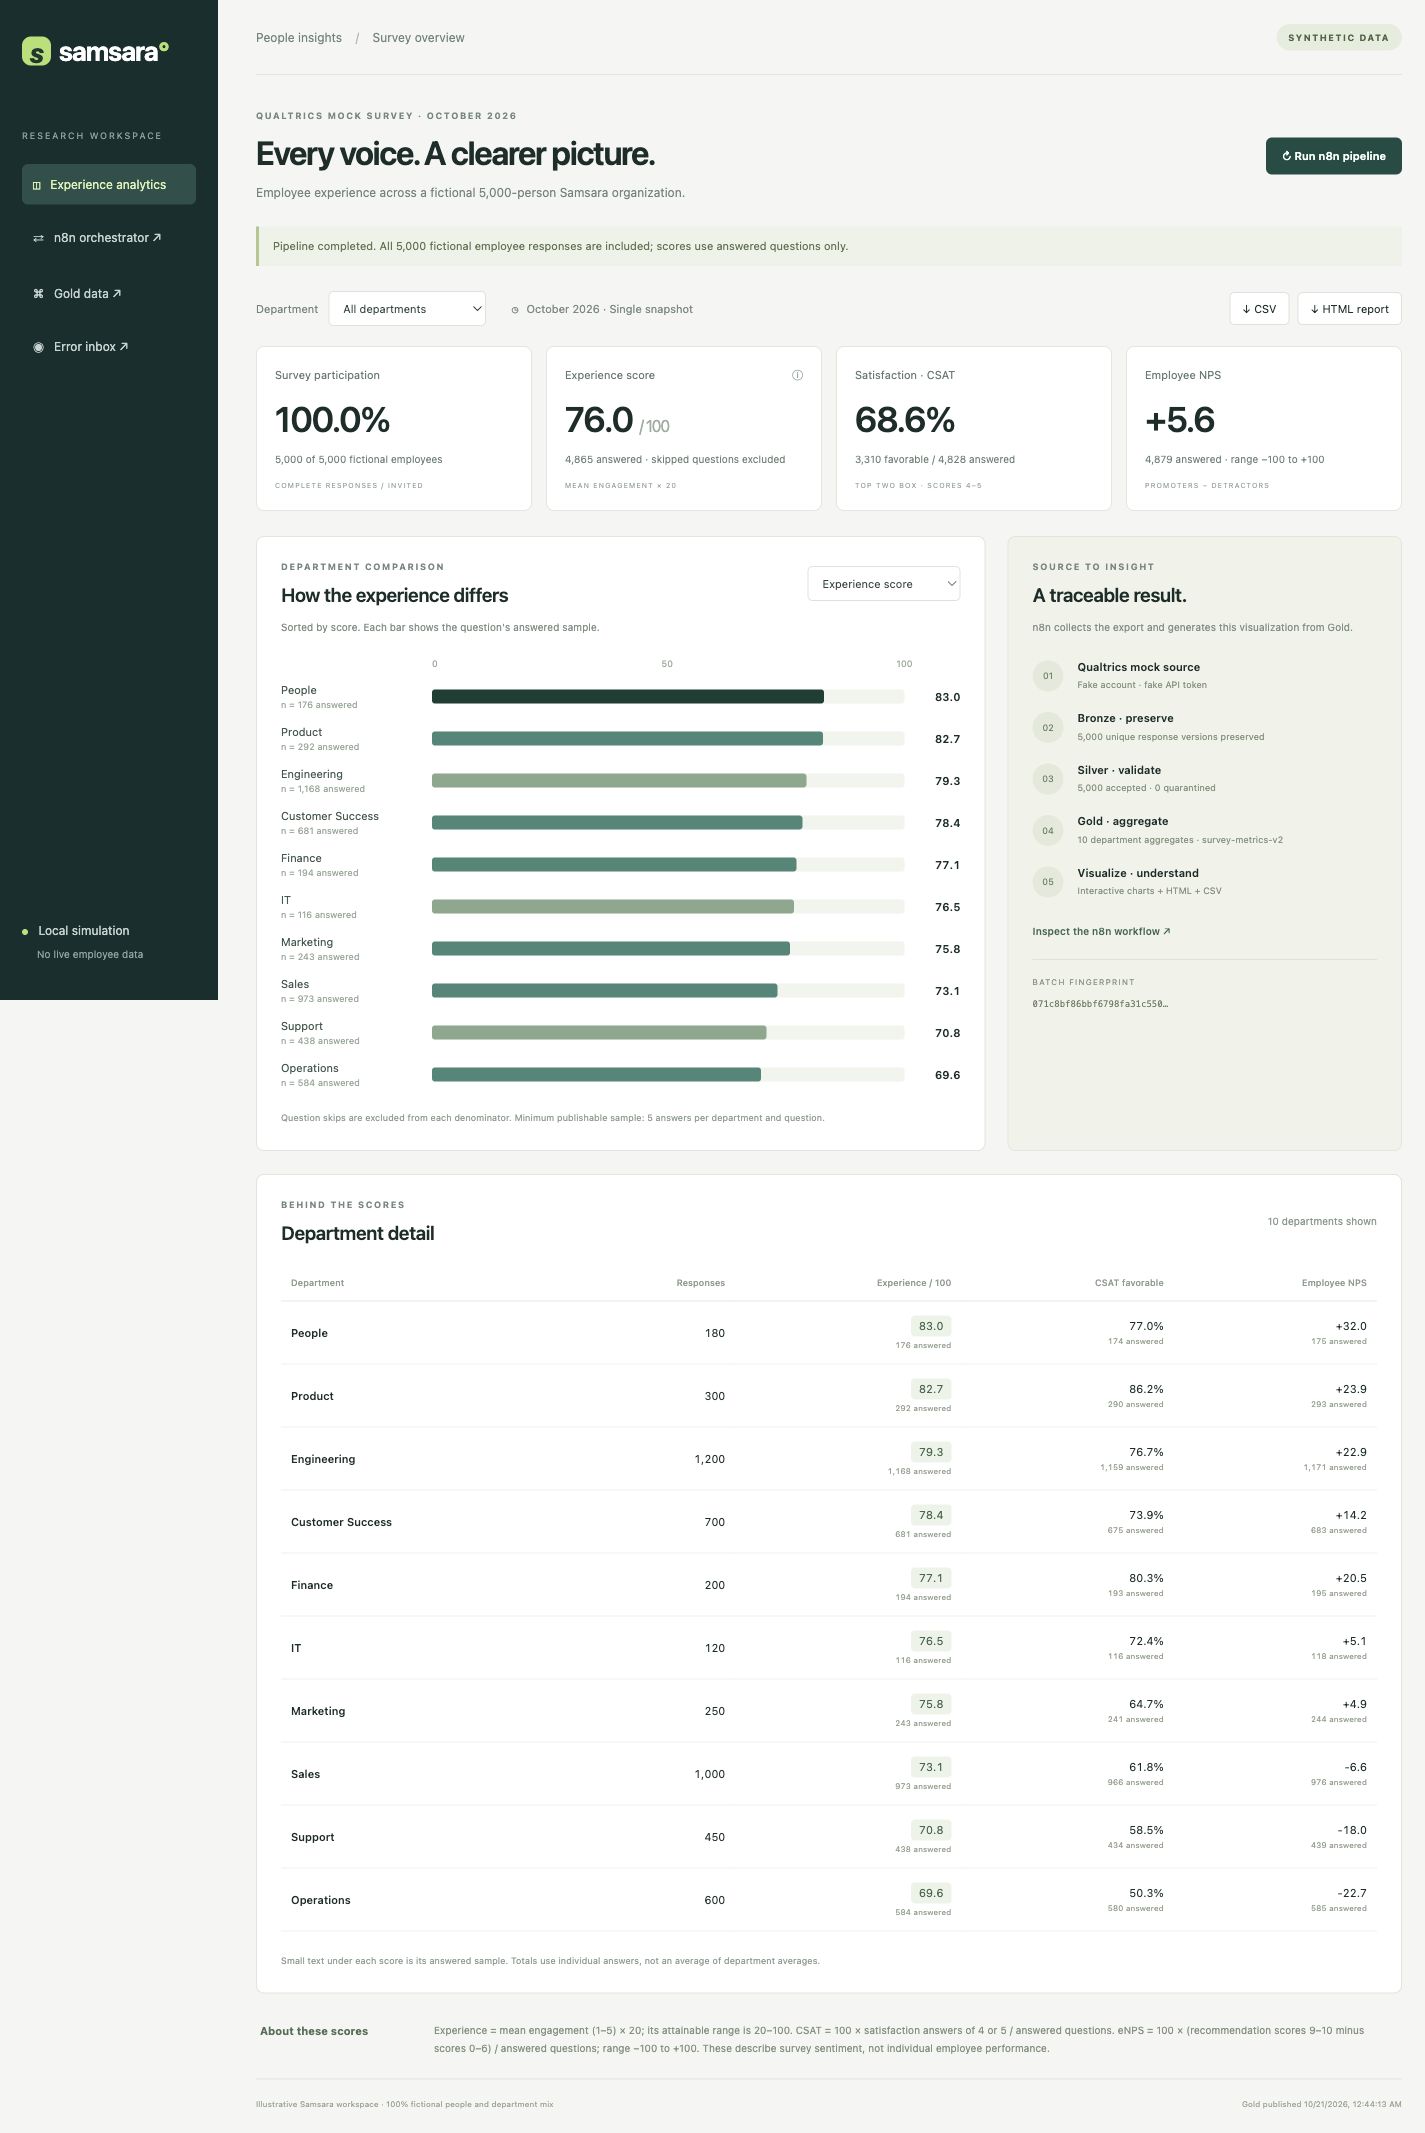 samsara
RESEARCH WORKSPACE
Experience analytics
n8n orchestrator ↗
Gold data ↗
Error inbox ↗
Local simulation
No live employee data
People insights / Survey overview
SYNTHETIC DATA
QUALTRICS MOCK SURVEY · OCTOBER 2026
Every voice. A clearer picture.
Employee experience across a fictional 5,000-person Samsara organization.
↻ Run n8n pipeline
Pipeline completed. All 5,000 fictional employee responses are included; scores use answered questions only.
Department
All departments
October 2026 · Single snapshot
↓ CSV
↓ HTML report
Survey participation
100.0%
5,000 of 5,000 fictional employees
COMPLETE RESPONSES / INVITED
Experience score ⓘ
76.0 / 100
4,865 answered · skipped questions excluded
MEAN ENGAGEMENT × 20
Satisfaction · CSAT
68.6%
3,310 favorable / 4,828 answered
TOP TWO BOX · SCORES 4–5
Employee NPS
+5.6
4,879 answered · range −100 to +100
PROMOTERS − DETRACTORS
DEPARTMENT COMPARISON
How the experience differs
Experience score
Sorted by score. Each bar shows the question's answered sample.
0 50 100
People
n = 176 answered
83.0
Product
n = 292 answered
82.7
Engineering
n = 1,168 answered
79.3
Customer Success
n = 681 answered
78.4
Finance
n = 194 answered
77.1
IT
n = 116 answered
76.5
Marketing
n = 243 answered
75.8
Sales
n = 973 answered
73.1
Support
n = 438 answered
70.8
Operations
n = 584 answered
69.6
Question skips are excluded from each denominator. Minimum publishable sample: 5 answers per department and question.
SOURCE TO INSIGHT
A traceable result.
n8n collects the export and generates this visualization from Gold.
01
Qualtrics mock source
Fake account · fake API token
02
Bronze · preserve
5,000 unique response versions preserved
03
Silver · validate
5,000 accepted · 0 quarantined
04
Gold · aggregate
10 department aggregates · survey-metrics-v2
05
Visualize · understand
Interactive charts + HTML + CSV
Inspect the n8n workflow ↗
BATCH FINGERPRINT
071c8bf86bbf6798fa31c550…
BEHIND THE SCORES
Department detail
10 departments shown
Department Responses Experience / 100 CSAT favorable Employee NPS
People 180 83.0 77.0% +32.0
176 answered 174 answered 175 answered
Product 300 82.7 86.2% +23.9
292 answered 290 answered 293 answered
Engineering 1,200 79.3 76.7% +22.9
1,168 answered 1,159 answered 1,171 answered
Customer Success 700 78.4 73.9% +14.2
681 answered 675 answered 683 answered
Finance 200 77.1 80.3% +20.5
194 answered 193 answered 195 answered
IT 120 76.5 72.4% +5.1
116 answered 116 answered 118 answered
Marketing 250 75.8 64.7% +4.9
243 answered 241 answered 244 answered
Sales 1,000 73.1 61.8% -6.6
973 answered 966 answered 976 answered
Support 450 70.8 58.5% -18.0
438 answered 434 answered 439 answered
Operations 600 69.6 50.3% -22.7
584 answered 580 answered 585 answered
Small text under each score is its answered sample. Totals use individual answers, not an average of department averages.
About these scores
Experience = mean engagement (1–5) × 20; its attainable range is 20–100. CSAT = 100 × satisfaction answers of 4 or 5 / answered questions. eNPS = 100 × (recommendation scores 9–10 minus
scores 0–6) / answered questions; range −100 to +100. These describe survey sentiment, not individual employee performance.
Illustrative Samsara workspace · 100% fictional people and department mix
Gold published 10/21/2026, 12:44:13 AM